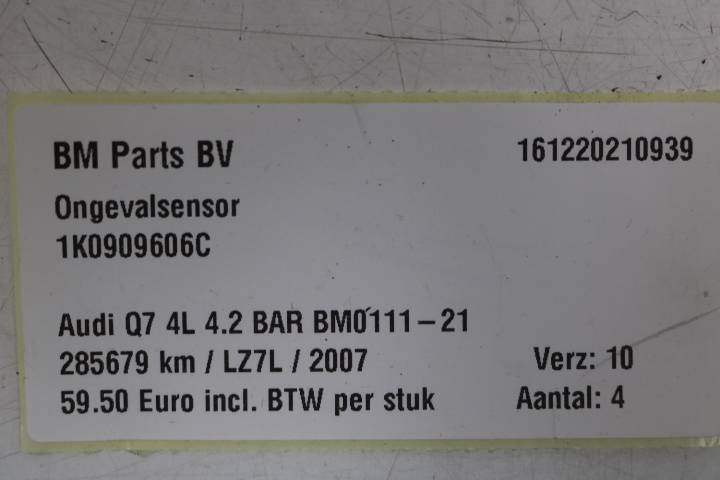 BM Parts BV 161220210939
Ongevalsensor
1K0909606C
Audi Q7 4L 4.2 BAR BM0111-21
285679 km / LZ7L / 2007 Verz: 10
59.50 Euro incl. BTW per stuk Aantal: 4